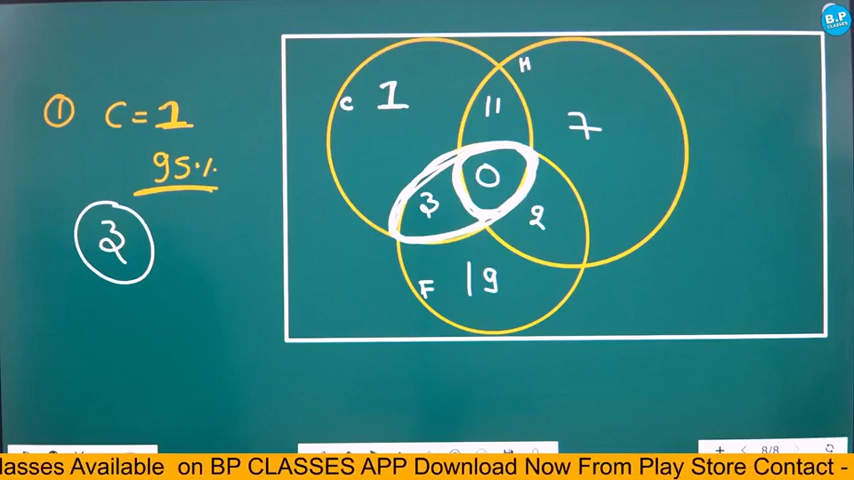 B.P
CLASSES
① C = 1
95%
3
C 1
H
11
7
0
3
2
F 19
8/8
lasses Available on BP CLASSES APP Download Now From Play Store Contact -